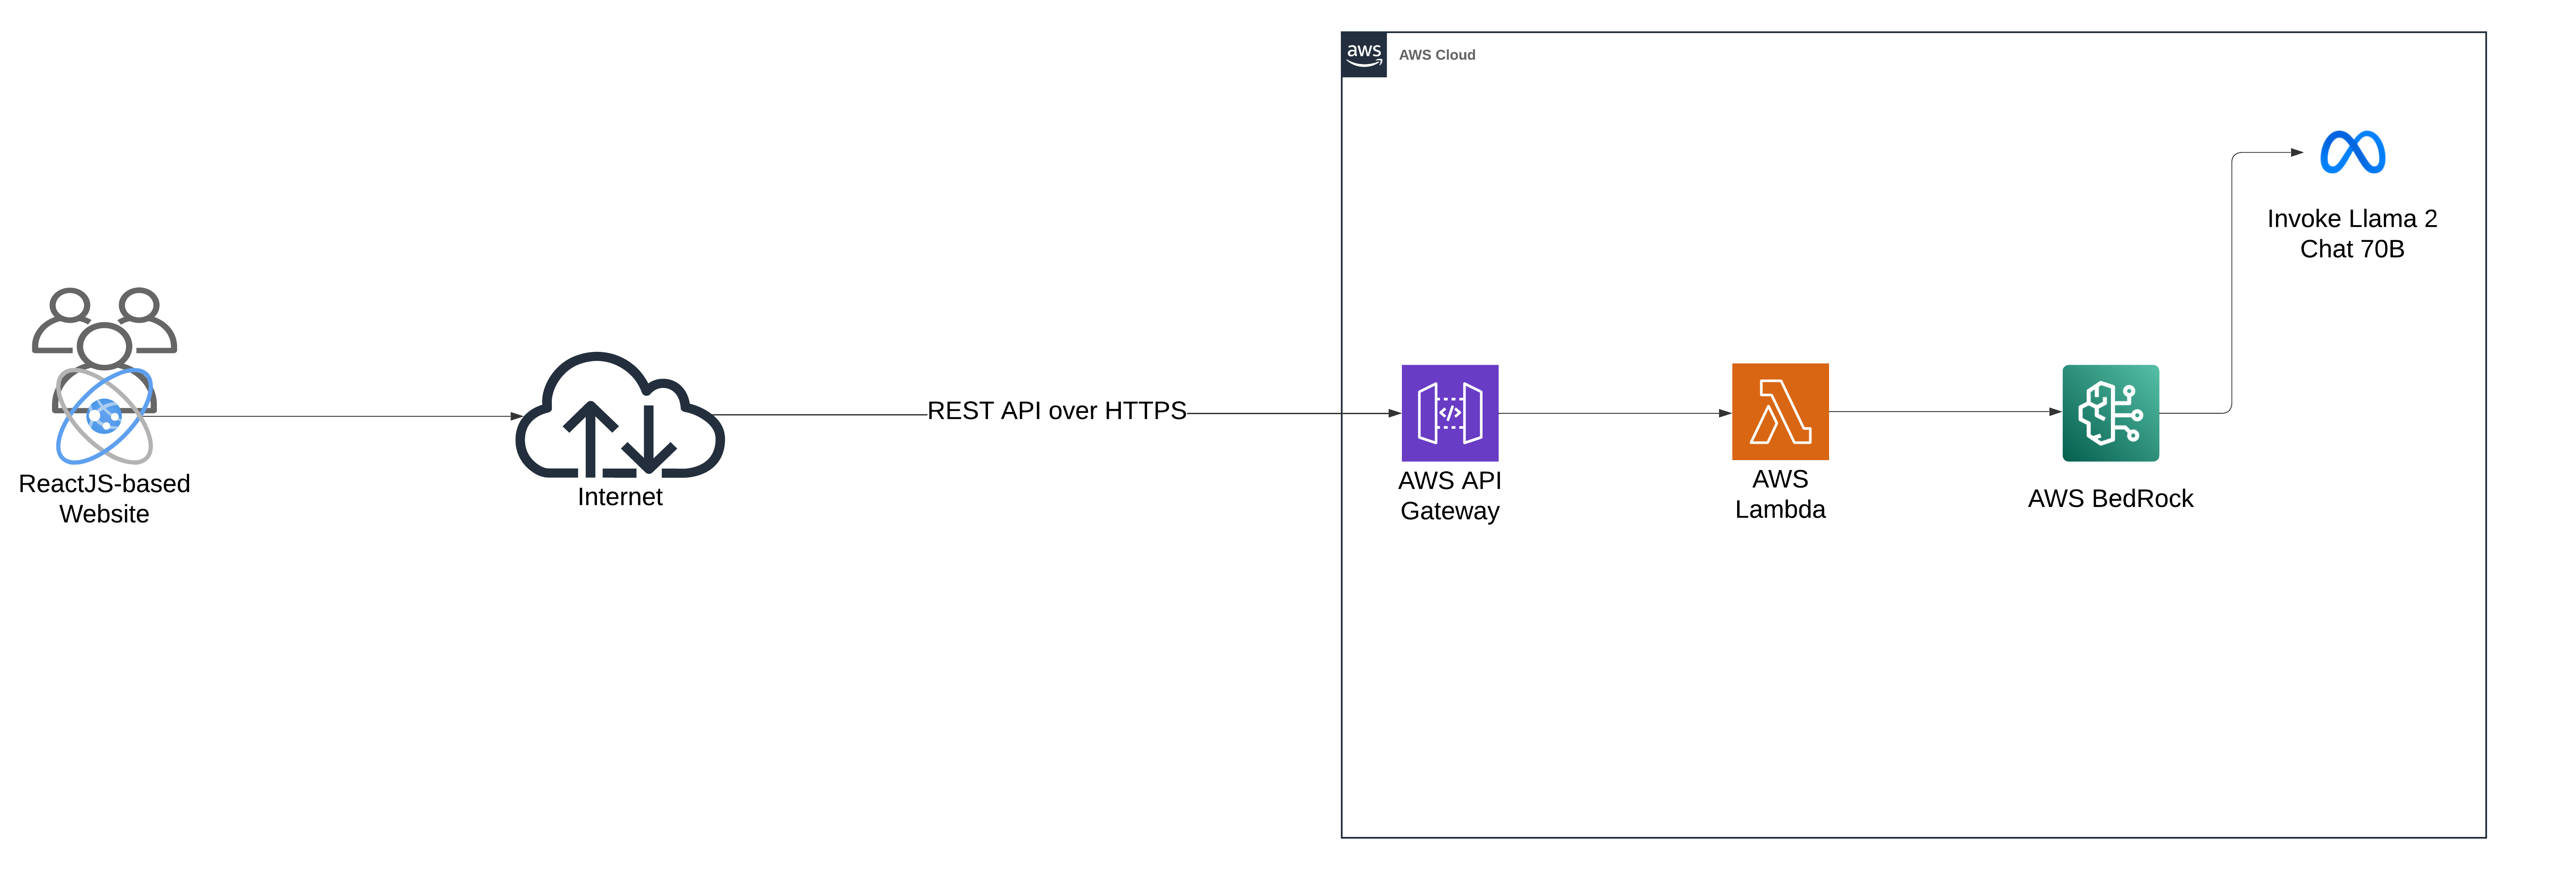 aws
AWS Cloud
Invoke Llama 2
Chat 70B
REST API over HTTPS
</>
ReactJS-based
Website
Internet
AWS API
Gateway
AWS
Lambda
AWS BedRock